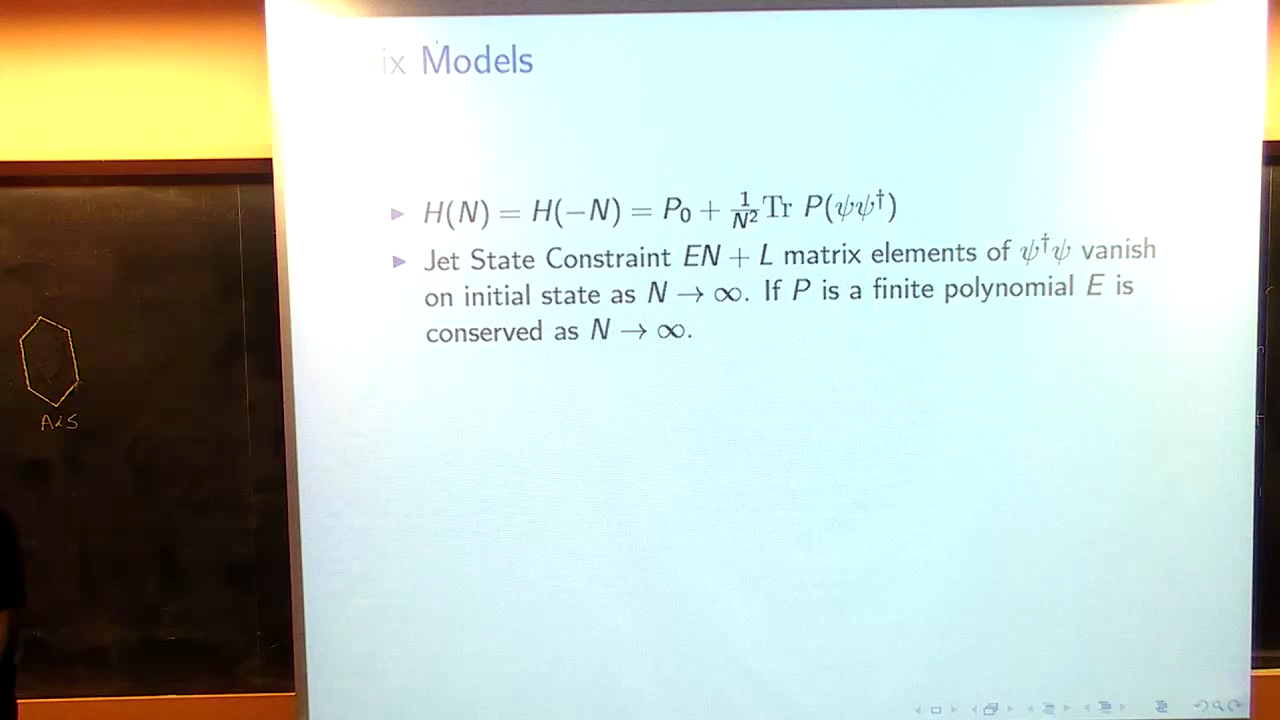 ix Models
▶ H(N) = H(−N) = P₀ + 1/N² Tr P(ψψ†)
▶ Jet State Constraint EN + L matrix elements of ψ†ψ vanish
on initial state as N → ∞. If P is a finite polynomial E is
conserved as N → ∞.